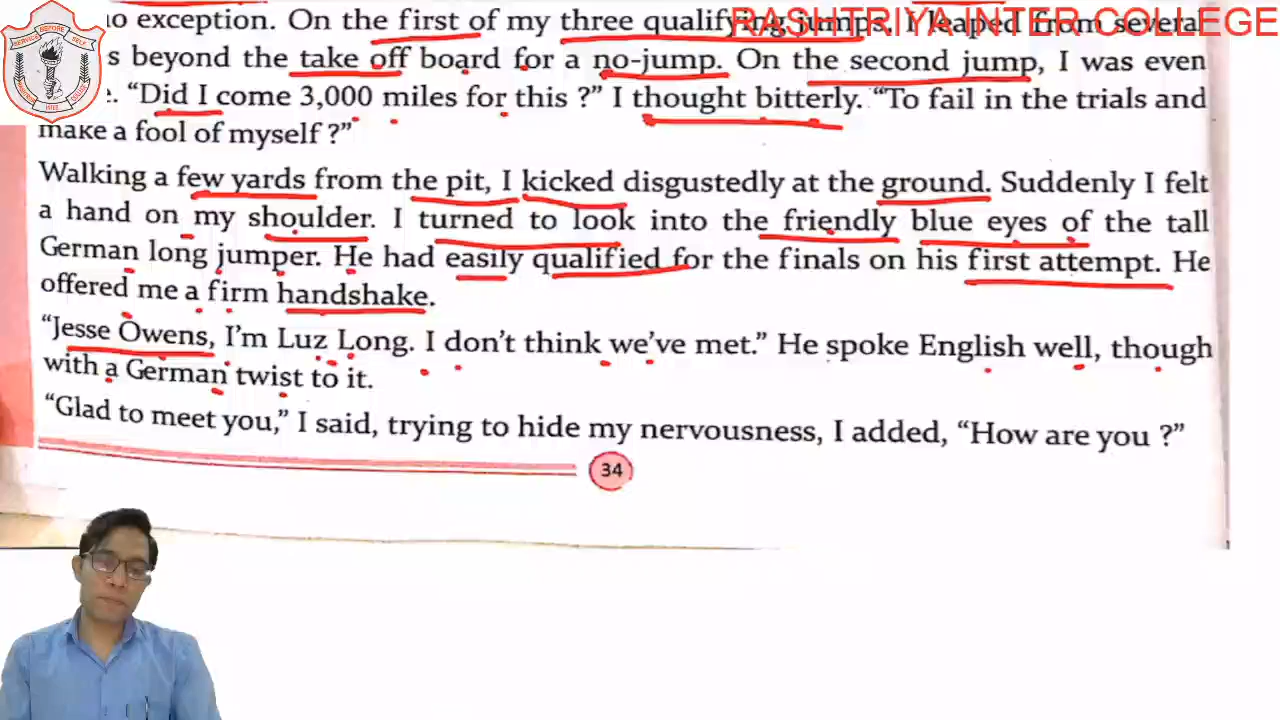 RASHTRIYA INTER COLLEGE
no exception. On the first of my three qualifying jumps, I leaped from several
s beyond the take off board for a no-jump. On the second jump, I was even
e. “Did I come 3,000 miles for this ?” I thought bitterly. “To fail in the trials and
make a fool of myself ?”
Walking a few yards from the pit, I kicked disgustedly at the ground. Suddenly I felt
a hand on my shoulder. I turned to look into the friendly blue eyes of the tall
German long jumper. He had easily qualified for the finals on his first attempt. He
offered me a firm handshake.
“Jesse Owens, I’m Luz Long. I don’t think we’ve met.” He spoke English well, though
with a German twist to it.
“Glad to meet you,” I said, trying to hide my nervousness, I added, “How are you ?”
34